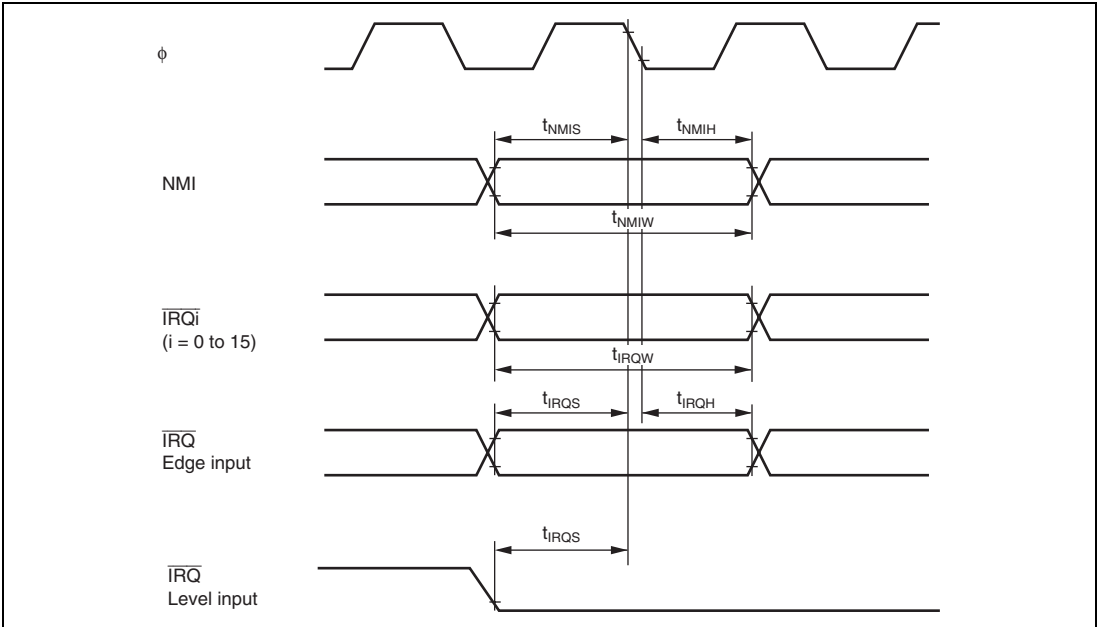 ϕ
tNMIS
tNMIH
NMI
tNMIW
IRQi
(i = 0 to 15)
tIRQW
tIRQS
tIRQH
IRQ
Edge input
tIRQS
IRQ
Level input